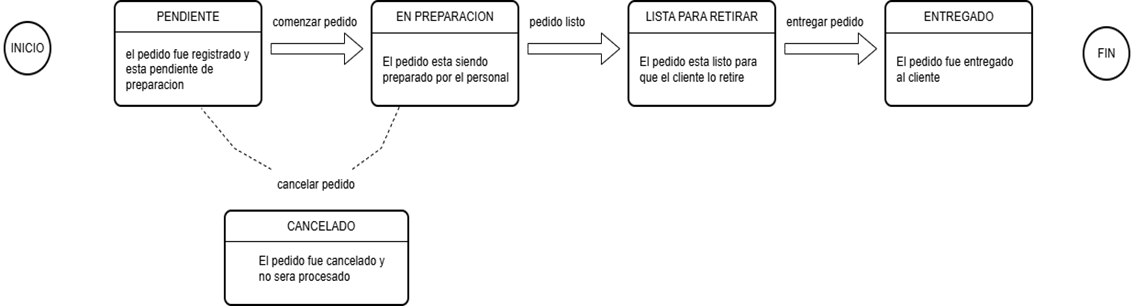 INICIO
PENDIENTE
el pedido fue registrado y
esta pendiente de
preparacion
comenzar pedido
EN PREPARACION
El pedido esta siendo
preparado por el personal
pedido listo
LISTA PARA RETIRAR
El pedido esta listo para
que el cliente lo retire
entregar pedido
ENTREGADO
El pedido fue entregado
al cliente
FIN
cancelar pedido
CANCELADO
El pedido fue cancelado y
no sera procesado